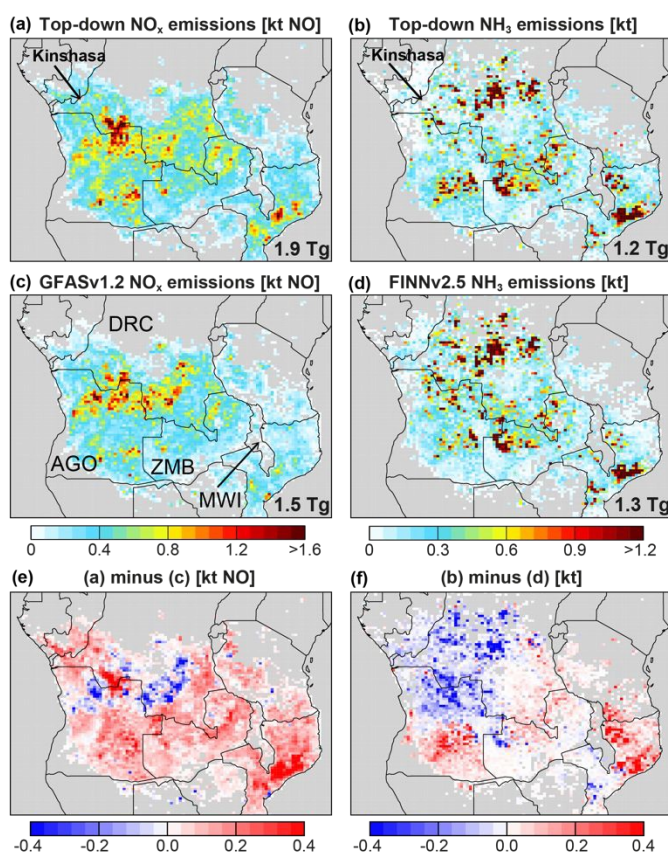 (a) Top-down NOx emissions [kt NO]
(b) Top-down NH3 emissions [kt]
Kinshasa
Kinshasa
1.9 Tg
1.2 Tg
(c) GFASv1.2 NOx emissions [kt NO]
(d) FINNv2.5 NH3 emissions [kt]
DRC
AGO
ZMB
MWI
1.5 Tg
1.3 Tg
0 0.4 0.8 1.2 >1.6
0 0.3 0.6 0.9 >1.2
(e) (a) minus (c) [kt NO]
(f) (b) minus (d) [kt]
-0.4 -0.2 0.0 0.2 0.4
-0.4 -0.2 0.0 0.2 0.4